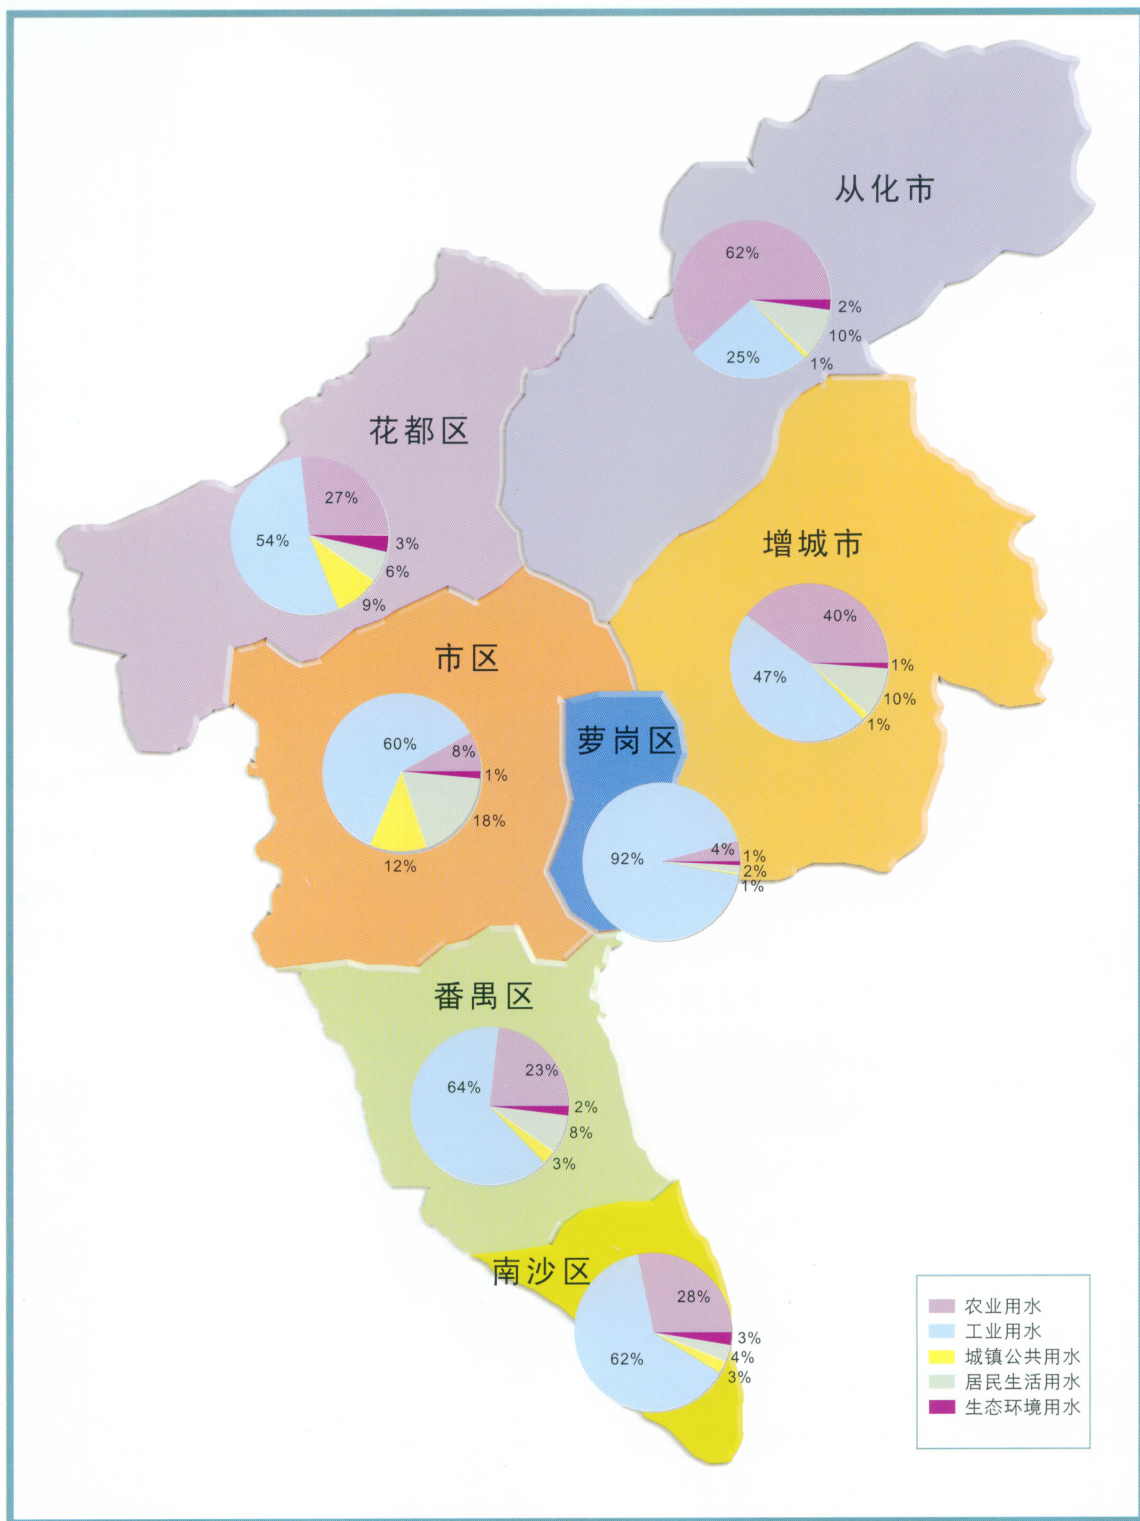 从化市
62%
2%
10%
25%
1%
花都区
27%
54%
3%
6%
9%
增城市
40%
1%
47%
10%
1%
市区
60%
8%
1%
18%
12%
萝岗区
4%
1%
92%
2%
1%
番禺区
23%
64%
2%
8%
3%
南沙区
28%
3%
4%
62%
3%
农业用水
工业用水
城镇公共用水
居民生活用水
生态环境用水